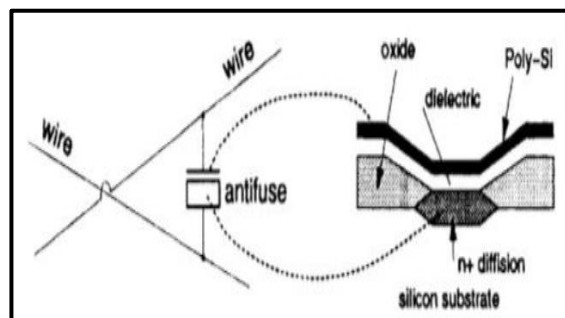 wire
wire
antifuse
oxide
Poly-Si
dielectric
n+ diffision
silicon substrate